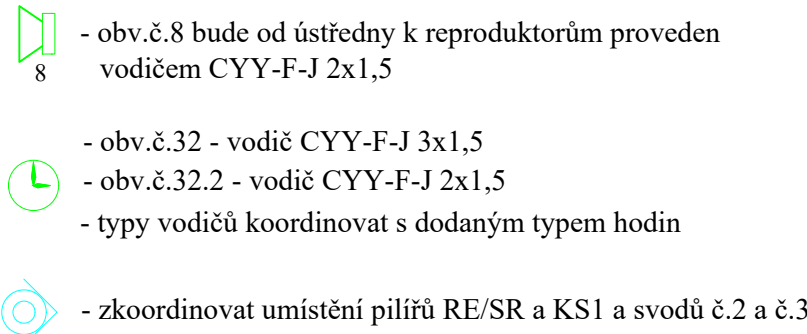 - obv.č.8 bude od ústředny k reproduktorům proveden
8
vodičem CYY-F-J 2x1,5
- obv.č.32 - vodič CYY-F-J 3x1,5
- obv.č.32.2 - vodič CYY-F-J 2x1,5
- typy vodičů koordinovat s dodaným typem hodin
- zkoordinovat umístění pilířů RE/SR a KS1 a svodů č.2 a č.3